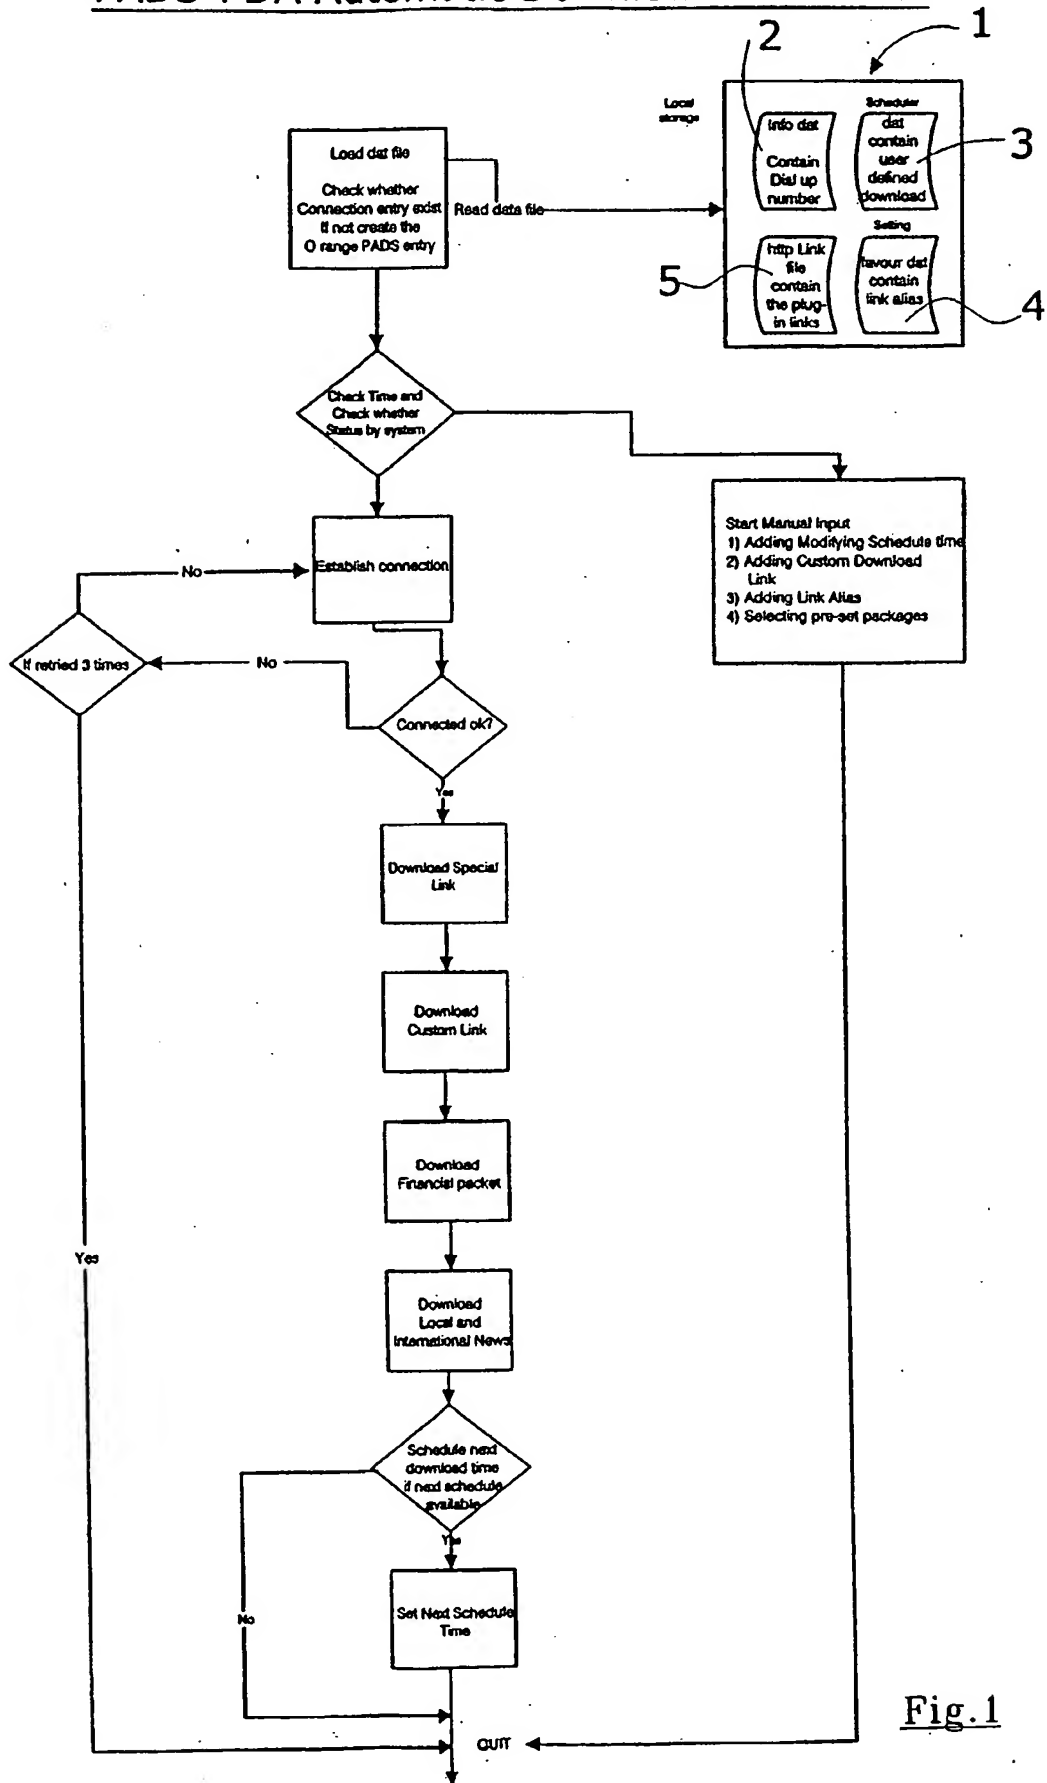 1
2
Local
storage
Info dat
Contain
Dial up
number
Scheduler
dat
contain
user
defined
download
3
Load dat file
Check whether
Connection entry exist
If not create the
O range PADS entry
Read data file
http Link
file
contain
the plug-
in links
5
Setting
favour dat
contain
link alias
4
Check Time and
Check whether
Status by system
Start Manual Input
1) Adding Modifying Schedule time
2) Adding Custom Download
Link
3) Adding Link Alias
4) Selecting pre-set packages
Establish connection
No
If retried 3 times
No
Connected ok?
Yes
Download Special
Link
Download
Custom Link
Download
Financial packet
Yes
Download
Local and
International News
Schedule next
download time
if next schedule
available
Yes
No
Set Next Schedule
Time
QUIT
Fig.1